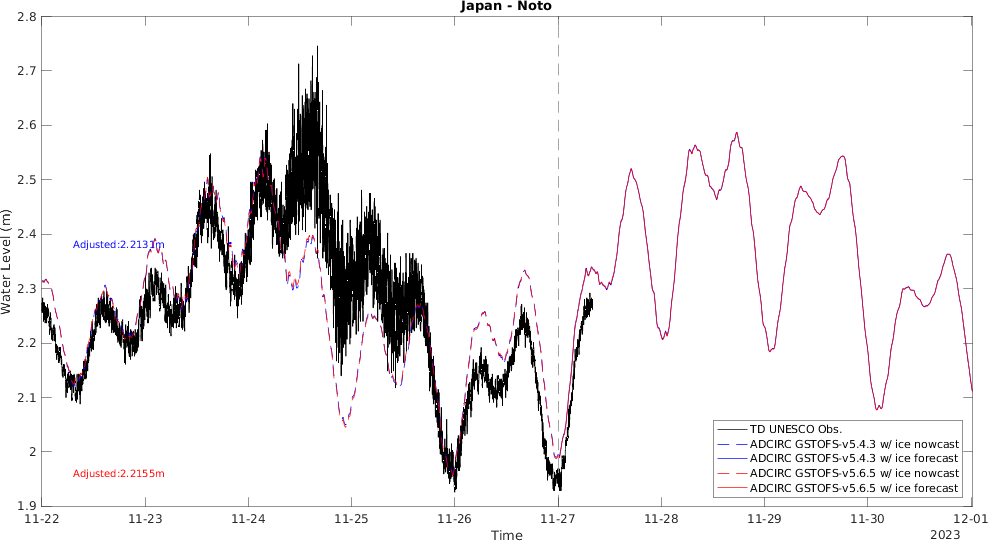 Japan - Noto
2.8
2.7
2.6
2.5
2.4
2.3
2.2
2.1
2
1.9
Water Level (m)
Adjusted:2.2131m
Adjusted:2.2155m
TD UNESCO Obs.
ADCIRC GSTOFS-v5.4.3 w/ ice nowcast
ADCIRC GSTOFS-v5.4.3 w/ ice forecast
ADCIRC GSTOFS-v5.6.5 w/ ice nowcast
ADCIRC GSTOFS-v5.6.5 w/ ice forecast
11-22 11-23 11-24 11-25 11-26 11-27 11-28 11-29 11-30 12-01
Time
2023